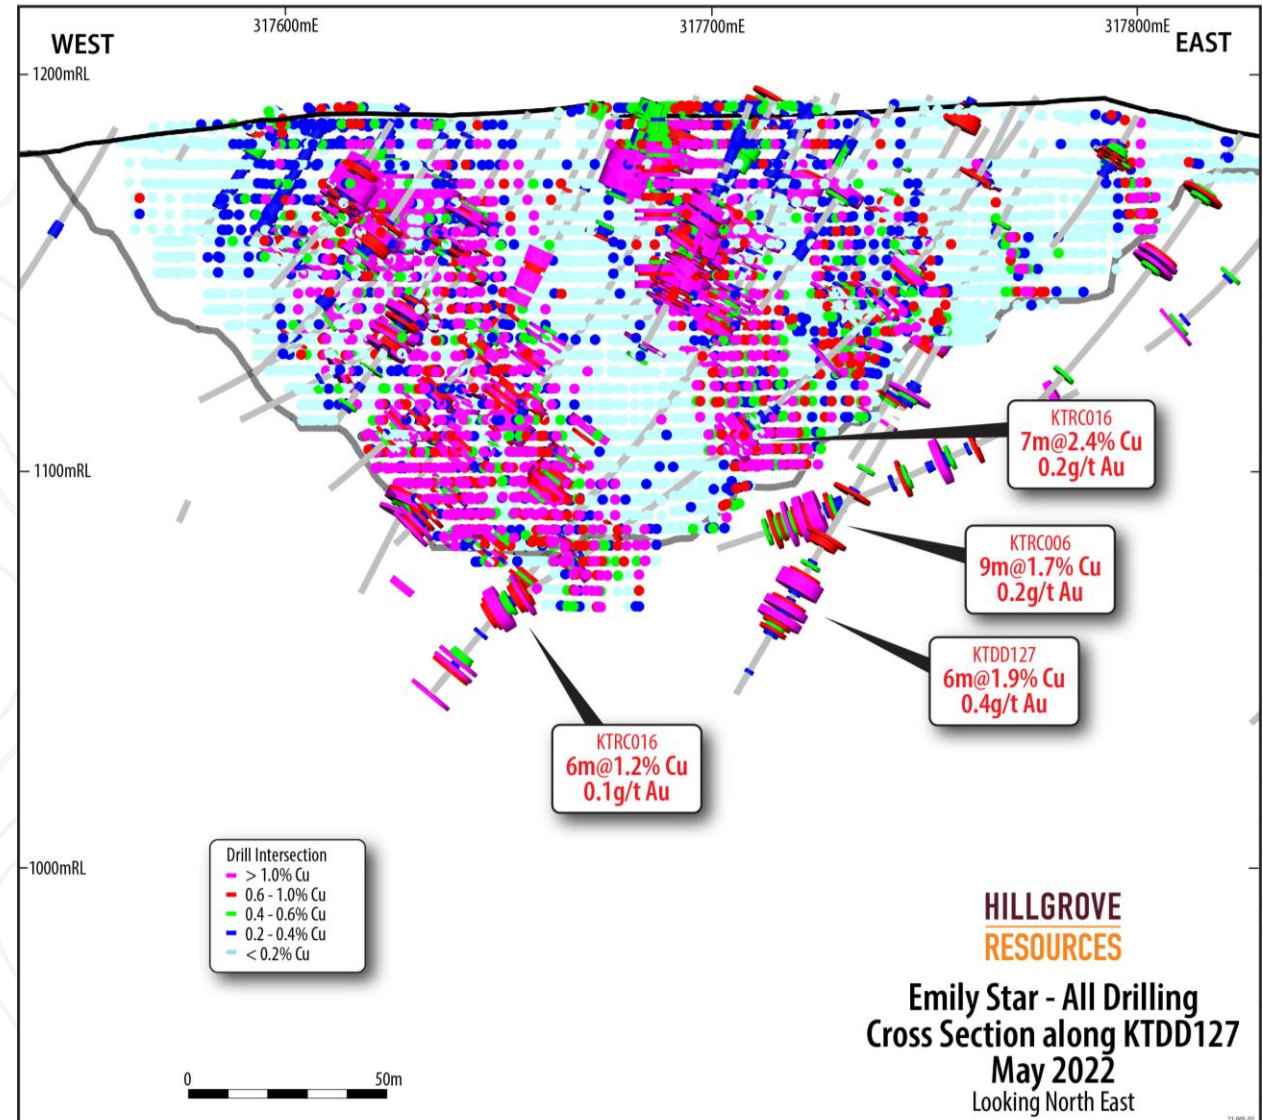 317600mE
317700mE
317800mE
WEST
EAST
1200mRL
1100mRL
1000mRL
KTRC016
7m@2.4% Cu
0.2g/t Au
KTRC006
9m@1.7% Cu
0.2g/t Au
KTDD127
6m@1.9% Cu
0.4g/t Au
KTRC016
6m@1.2% Cu
0.1g/t Au
Drill Intersection
> 1.0% Cu
0.6 - 1.0% Cu
0.4 - 0.6% Cu
0.2 - 0.4% Cu
< 0.2% Cu
0 50m
HILLGROVE
RESOURCES
Emily Star - All Drilling
Cross Section along KTDD127
May 2022
Looking North East